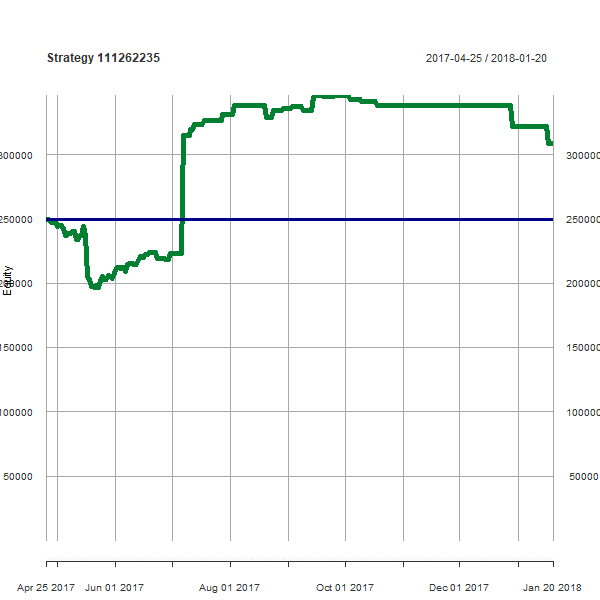 Strategy 111262235
2017-04-25 / 2018-01-20
300000
300000
250000
250000
Equity
200000
200000
150000
150000
100000
100000
50000
50000
Apr 25 2017
Jun 01 2017
Aug 01 2017
Oct 01 2017
Dec 01 2017
Jan 20 2018